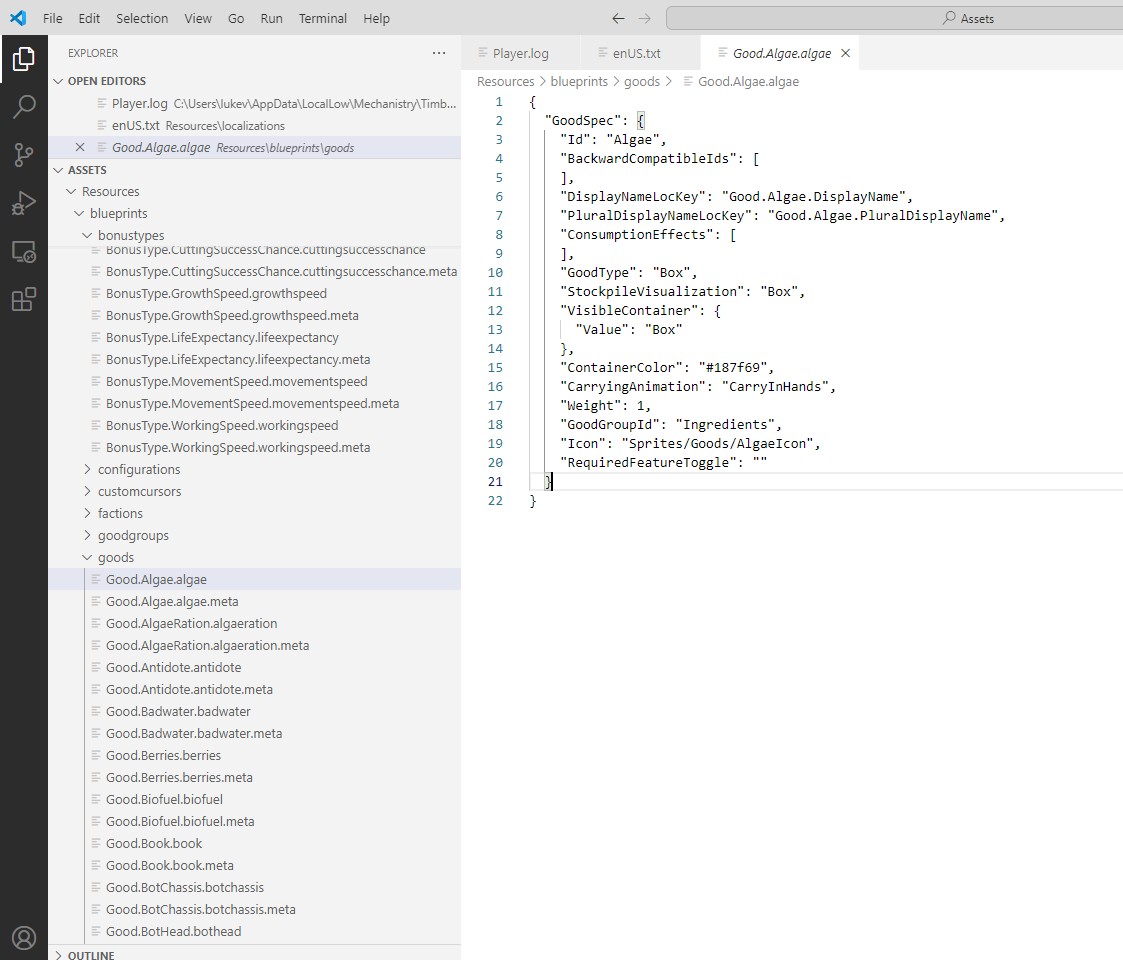 File Edit Selection View Go Run Terminal Help Assets
EXPLORER
OPEN EDITORS
Player.log C:\Users\lukev\AppData\LocalLow\Mechanistry\Timb...
enUS.txt Resources\localizations
Good.Algae.algae Resources\blueprints\goods
ASSETS
Resources
blueprints
bonustypes
BonusType.CuttingSuccessChance.cuttingsuccesschance
BonusType.CuttingSuccessChance.cuttingsuccesschance.meta
BonusType.GrowthSpeed.growthspeed
BonusType.GrowthSpeed.growthspeed.meta
BonusType.LifeExpectancy.lifeexpectancy
BonusType.LifeExpectancy.lifeexpectancy.meta
BonusType.MovementSpeed.movementspeed
BonusType.MovementSpeed.movementspeed.meta
BonusType.WorkingSpeed.workingspeed
BonusType.WorkingSpeed.workingspeed.meta
configurations
customcursors
factions
goodgroups
goods
Good.Algae.algae
Good.Algae.algae.meta
Good.AlgaeRation.algaeration
Good.AlgaeRation.algaeration.meta
Good.Antidote.antidote
Good.Antidote.antidote.meta
Good.Badwater.badwater
Good.Badwater.badwater.meta
Good.Berries.berries
Good.Berries.berries.meta
Good.Biofuel.biofuel
Good.Biofuel.biofuel.meta
Good.Book.book
Good.Book.book.meta
Good.BotChassis.botchassis
Good.BotChassis.botchassis.meta
Good.BotHead.bothead
OUTLINE
Player.log enUS.txt Good.Algae.algae
Resources > blueprints > goods > Good.Algae.algae
1 {
2 "GoodSpec": {
3 "Id": "Algae",
4 "BackwardCompatibleIds": [
5 ],
6 "DisplayNameLocKey": "Good.Algae.DisplayName",
7 "PluralDisplayNameLocKey": "Good.Algae.PluralDisplayName",
8 "ConsumptionEffects": [
9 ],
10 "GoodType": "Box",
11 "StockpileVisualization": "Box",
12 "VisibleContainer": {
13 "Value": "Box"
14 },
15 "ContainerColor": "#187f69",
16 "CarryingAnimation": "CarryInHands",
17 "Weight": 1,
18 "GoodGroupId": "Ingredients",
19 "Icon": "Sprites/Goods/AlgaeIcon",
20 "RequiredFeatureToggle": ""
21 }
22 }